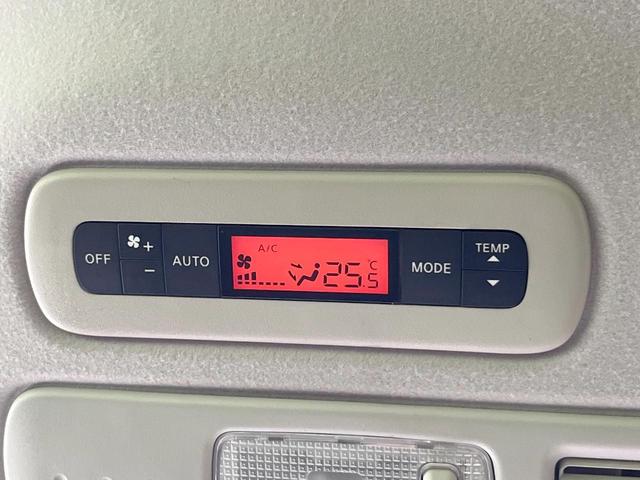 OFF
+
-
AUTO
A/C
25.5°C
MODE
TEMP